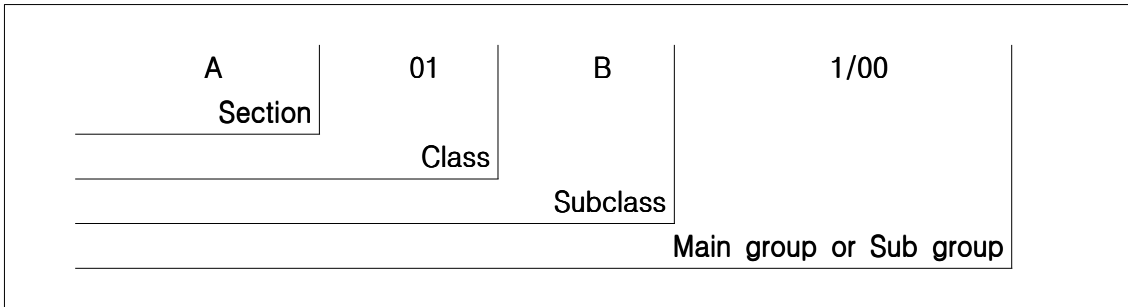 A 01 B 1/00
Section
Class
Subclass
Main group or Sub group